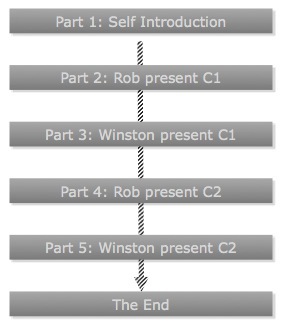 Part 1: Self Introduction
Part 2: Rob present C1
Part 3: Winston present C1
Part 4: Rob present C2
Part 5: Winston present C2
The End